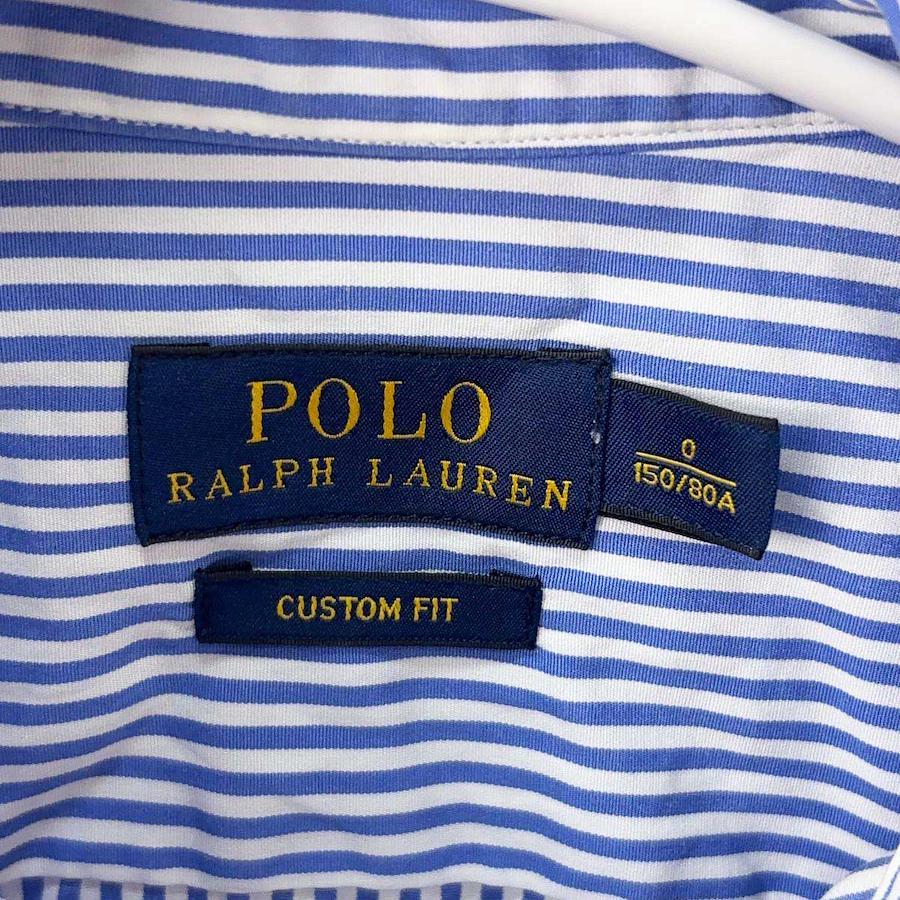 POLO
RALPH LAUREN
0
150/80A
CUSTOM FIT